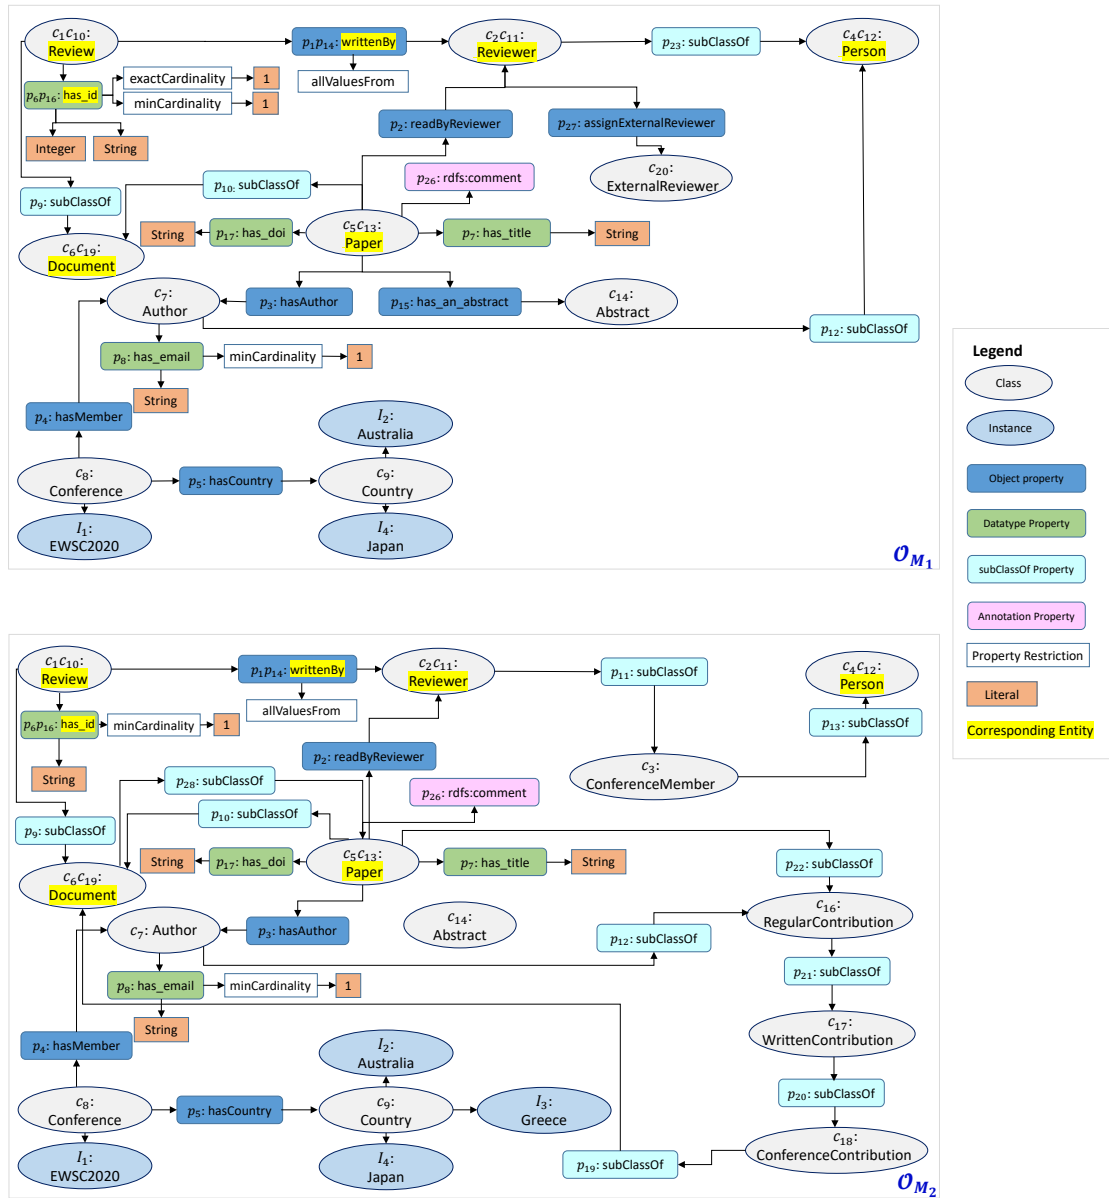 c₁c₁₀:
Review
p₁p₁₄: writtenBy
c₂c₁₁:
Reviewer
p₂₃: subClassOf
c₄c₁₂:
Person
exactCardinality
1
allValuesFrom
p₆p₁₆: has_id
minCardinality
1
p₂: readByReviewer
p₂₇: assignExternalReviewer
Integer
String
c₂₀:
ExternalReviewer
p₂₆: rdfs:comment
p₁₀: subClassOf
p₉: subClassOf
String
p₁₇: has_doi
c₅c₁₃:
Paper
p₇: has_title
String
c₆c₁₉:
Document
c₇:
Author
p₃: hasAuthor
p₁₅: has_an_abstract
c₁₄:
Abstract
p₁₂: subClassOf
p₈: has_email
minCardinality
1
String
p₄: hasMember
I₂:
Australia
c₈:
Conference
p₅: hasCountry
c₉:
Country
I₁:
EWSC2020
I₄:
Japan
𝒪M₁
Legend
Class
Instance
Object property
Datatype Property
subClassOf Property
Annotation Property
Property Restriction
Literal
Corresponding Entity
c₁c₁₀:
Review
p₁p₁₄: writtenBy
c₂c₁₁:
Reviewer
p₁₁: subClassOf
c₄c₁₂:
Person
allValuesFrom
p₆p₁₆: has_id
minCardinality
1
p₁₃: subClassOf
p₂: readByReviewer
c₃:
ConferenceMember
String
p₂₈: subClassOf
p₂₆: rdfs:comment
p₁₀: subClassOf
p₉: subClassOf
String
p₁₇: has_doi
c₅c₁₃:
Paper
p₇: has_title
String
p₂₂: subClassOf
c₆c₁₉:
Document
c₁₆:
RegularContribution
c₇: Author
p₃: hasAuthor
c₁₄:
Abstract
p₁₂: subClassOf
p₂₁: subClassOf
p₈: has_email
minCardinality
1
String
c₁₇:
WrittenContribution
p₄: hasMember
I₂:
Australia
p₂₀: subClassOf
c₈:
Conference
p₅: hasCountry
c₉:
Country
I₃:
Greece
c₁₈:
ConferenceContribution
I₁:
EWSC2020
I₄:
Japan
p₁₉: subClassOf
𝒪M₂